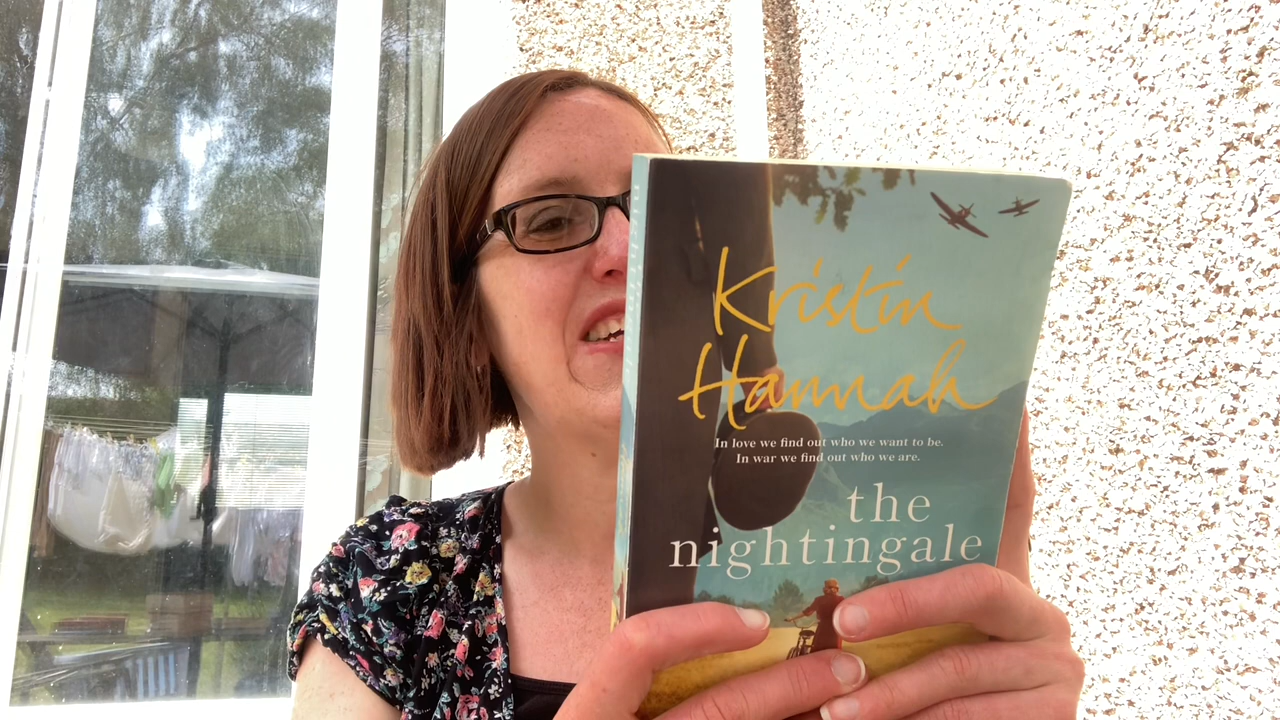 Kristin
Hannah
In love we find out who we want to be.
In war we find out who we are.
the
nightingale